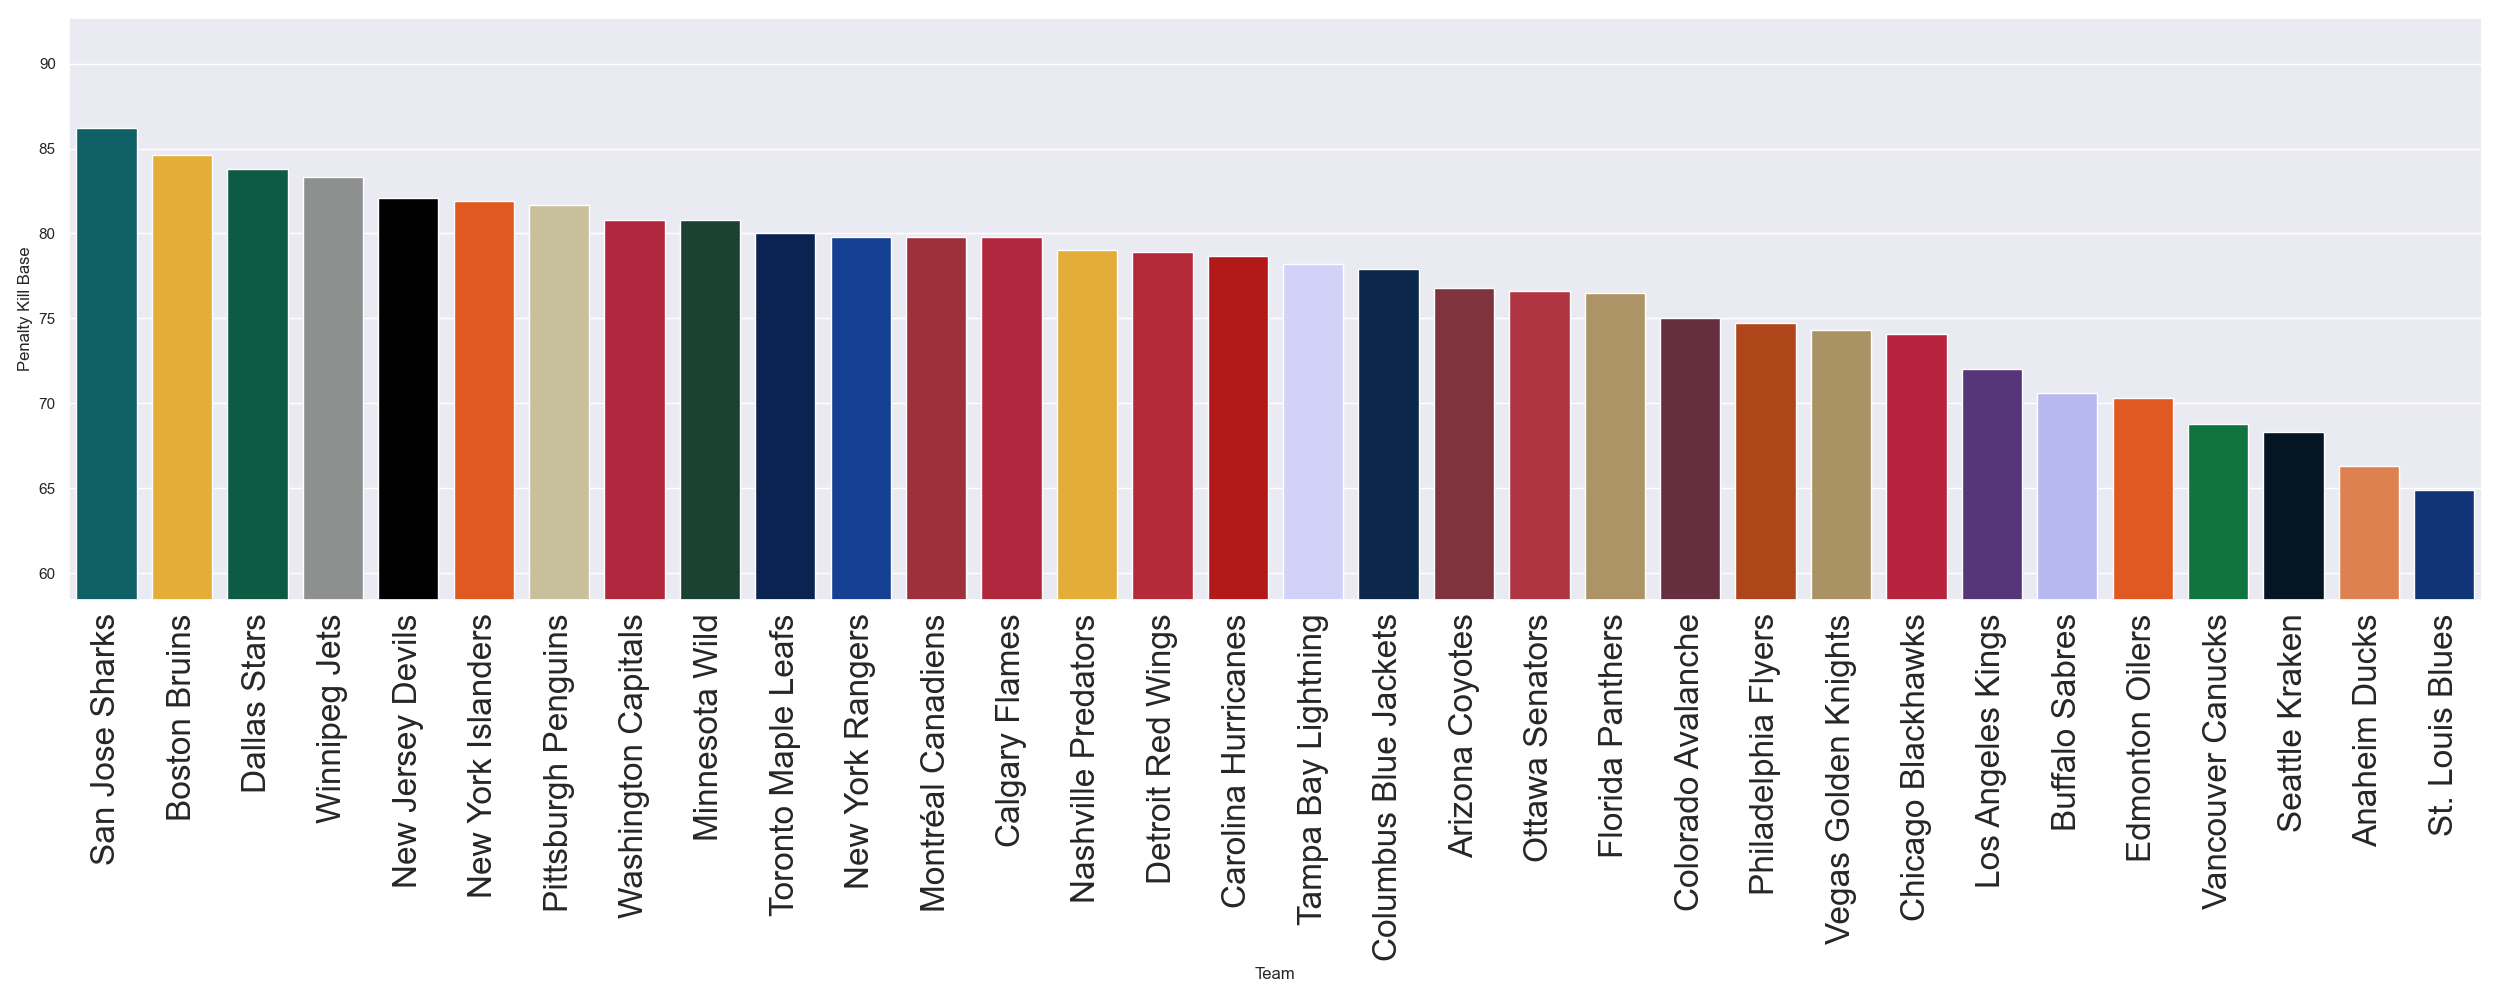 90
85
80
75
70
65
60
Penalty Kill Base
San Jose Sharks
Boston Bruins
Dallas Stars
Winnipeg Jets
New Jersey Devils
New York Islanders
Pittsburgh Penguins
Washington Capitals
Minnesota Wild
Toronto Maple Leafs
New York Rangers
Montréal Canadiens
Calgary Flames
Nashville Predators
Detroit Red Wings
Carolina Hurricanes
Tampa Bay Lightning
Columbus Blue Jackets
Arizona Coyotes
Ottawa Senators
Florida Panthers
Colorado Avalanche
Philadelphia Flyers
Vegas Golden Knights
Chicago Blackhawks
Los Angeles Kings
Buffalo Sabres
Edmonton Oilers
Vancouver Canucks
Seattle Kraken
Anaheim Ducks
St. Louis Blues
Team